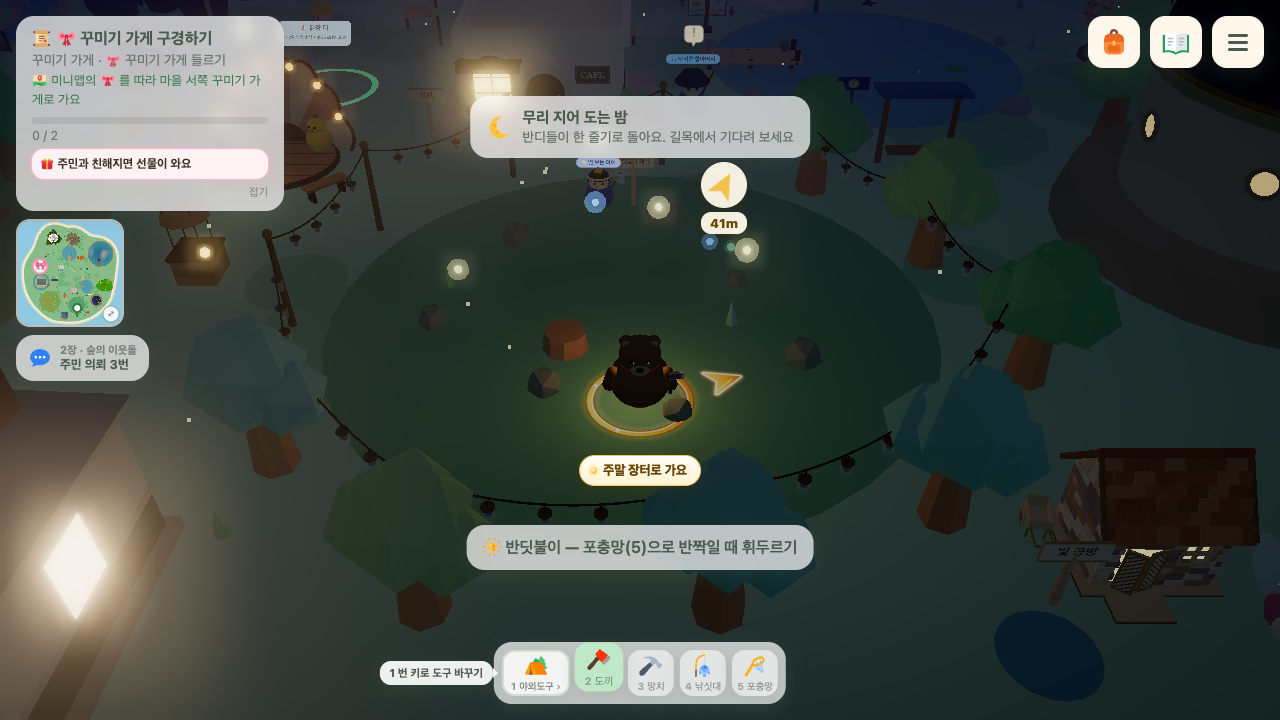 꾸미기 가게 구경하기
꾸미기 가게 · 꾸미기 가게 들르기
미니맵의 를 따라 마을 서쪽 꾸미기 가
게로 가요
0 / 2
주민과 친해지면 선물이 와요
접기
2장 · 숲의 이웃들
주민 의뢰 3번
CAFE
무리 지어 도는 밤
반디들이 한 줄기로 돌아요. 길목에서 기다려 보세요
41m
주말 장터로 가요
반딧불이 — 포충망(5)으로 반짝일 때 휘두르기
빛 공방
1 번 키로 도구 바꾸기
1 야외도구 ›
2 도끼
3 망치
4 낚싯대
5 포충망